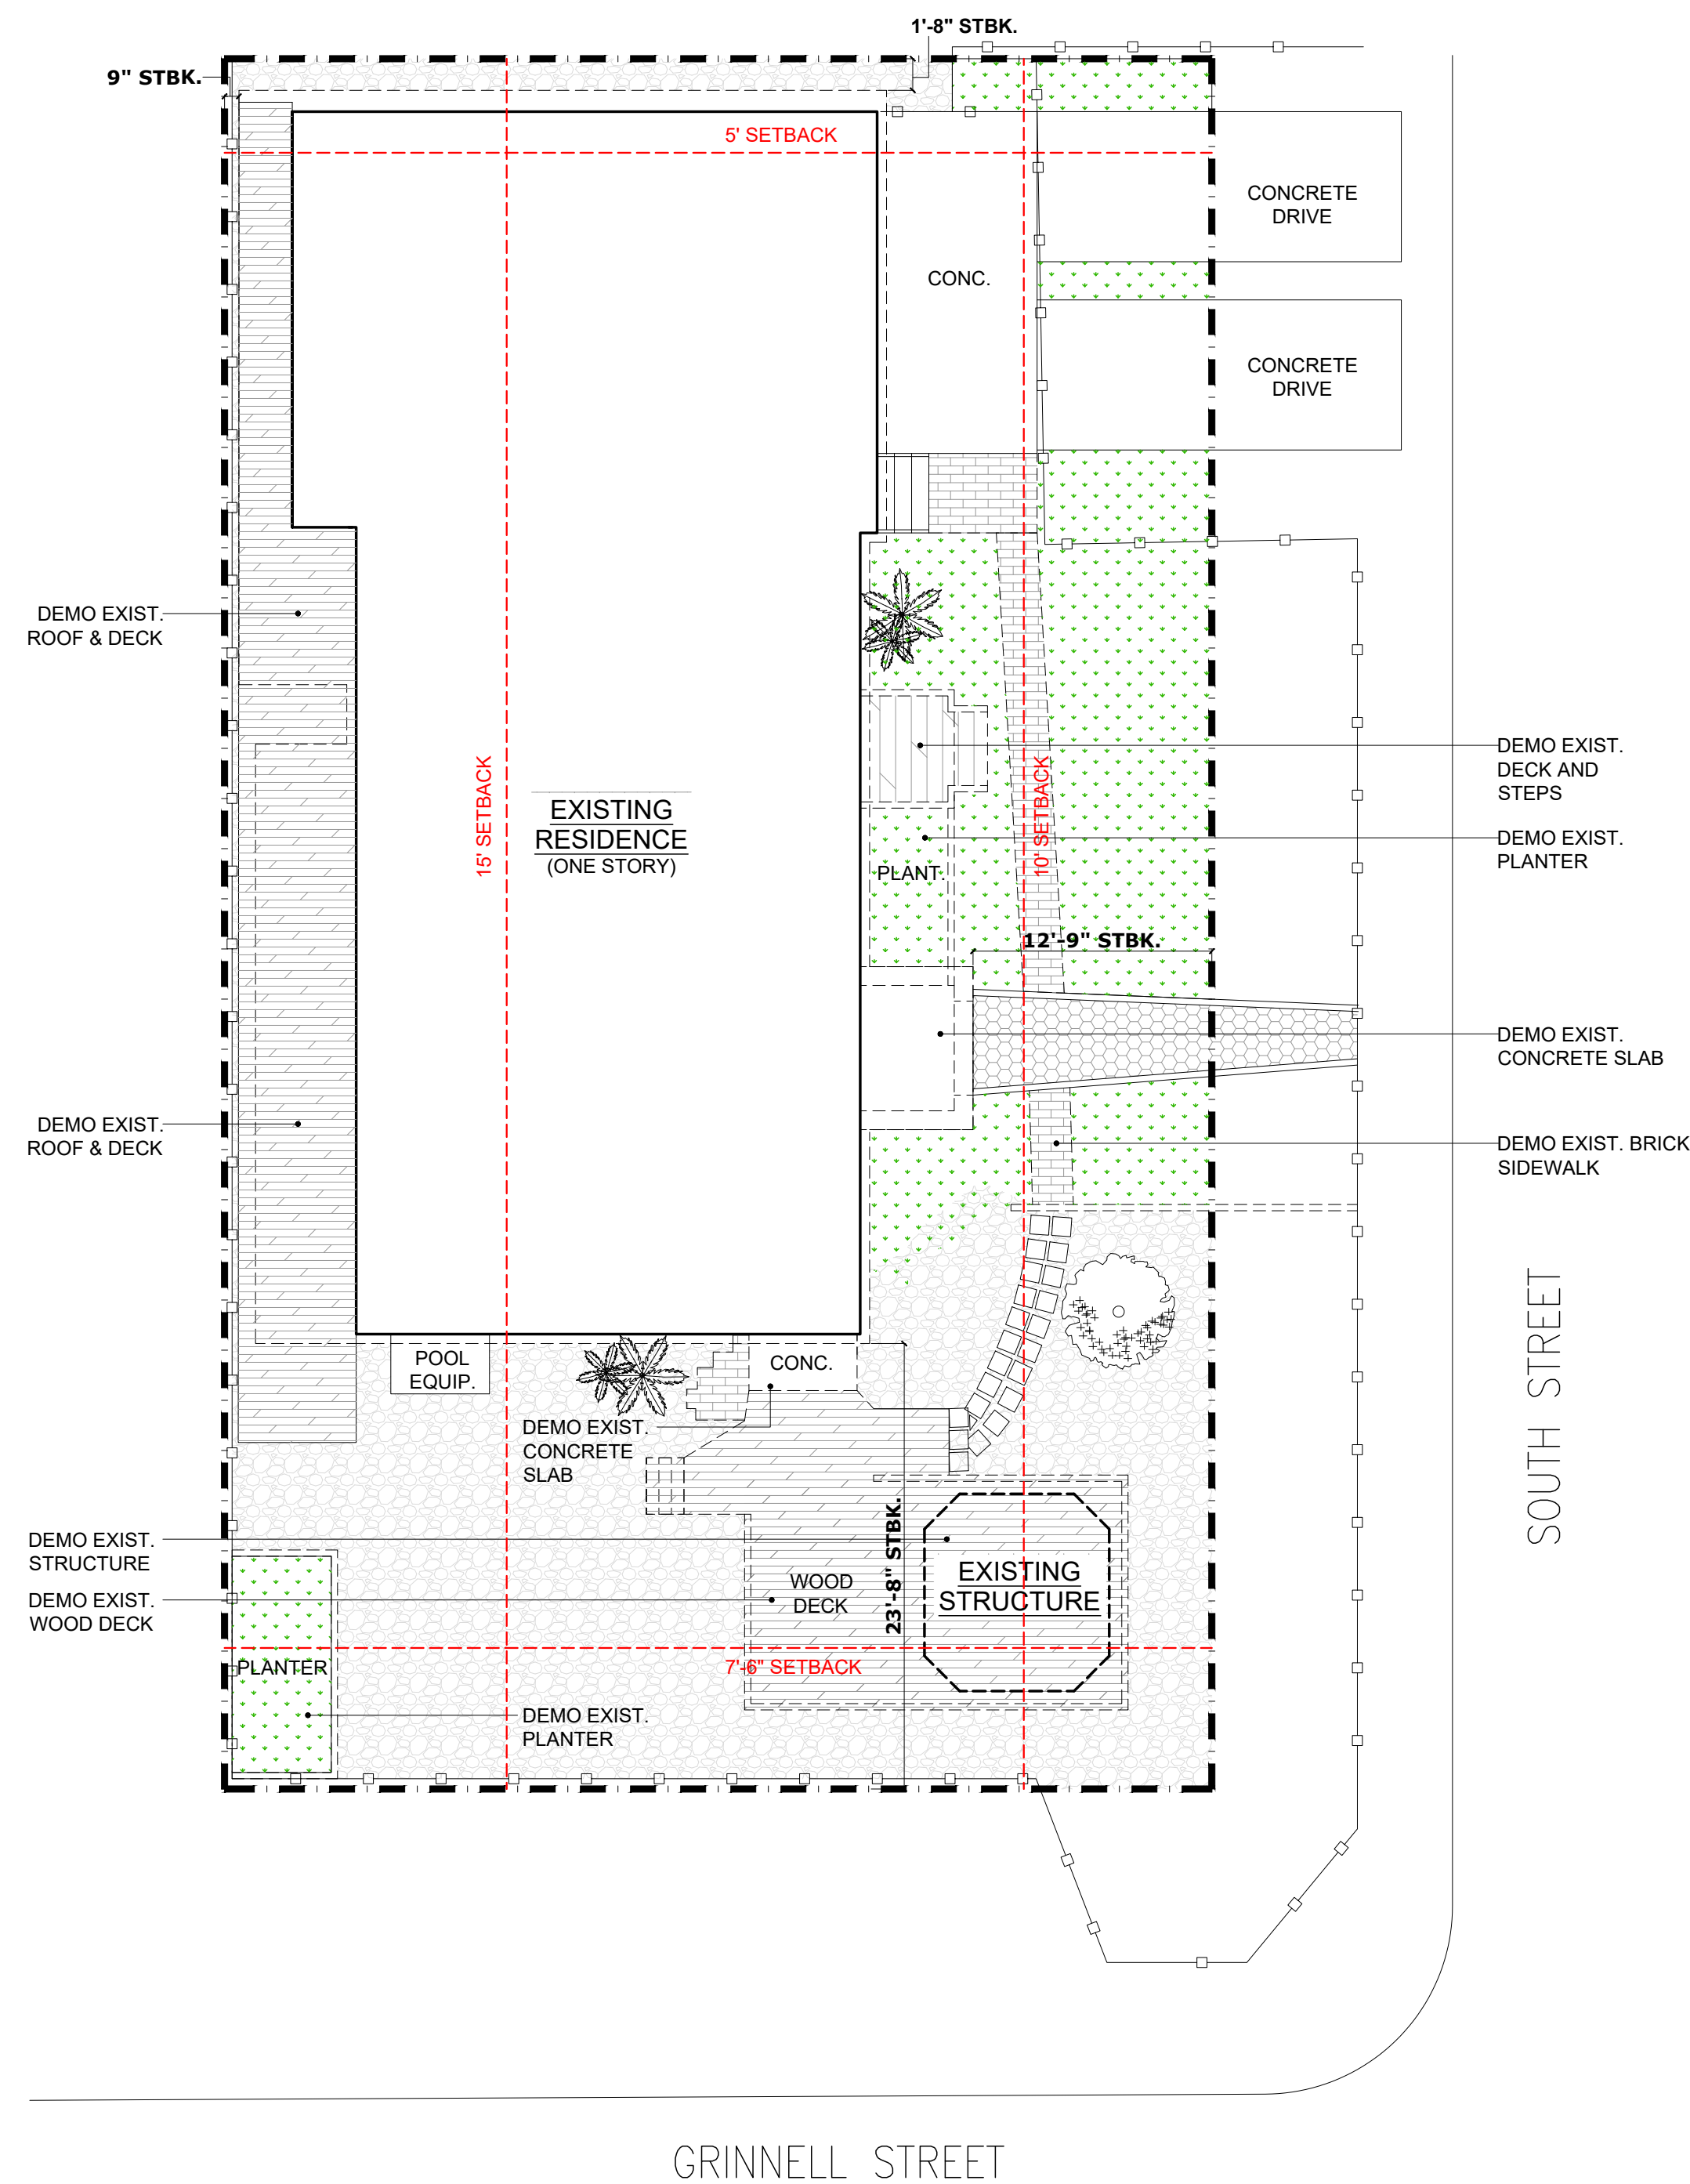 1'-8" STBK.
9" STBK.
5' SETBACK
CONCRETE
DRIVE
CONC.
CONCRETE
DRIVE
DEMO EXIST.
ROOF & DECK
15' SETBACK
EXISTING
RESIDENCE
(ONE STORY)
10' SETBACK
DEMO EXIST.
DECK AND
STEPS
DEMO EXIST.
PLANTER
PLANT.
12'-9" STBK.
DEMO EXIST.
CONCRETE SLAB
DEMO EXIST.
ROOF & DECK
DEMO EXIST. BRICK
SIDEWALK
SOUTH STREET
POOL
EQUIP.
CONC.
DEMO EXIST.
CONCRETE
SLAB
23'-8" STBK.
DEMO EXIST.
STRUCTURE
DEMO EXIST.
WOOD DECK
WOOD
DECK
EXISTING
STRUCTURE
PLANTER
7'-6" SETBACK
DEMO EXIST.
PLANTER
GRINNELL STREET